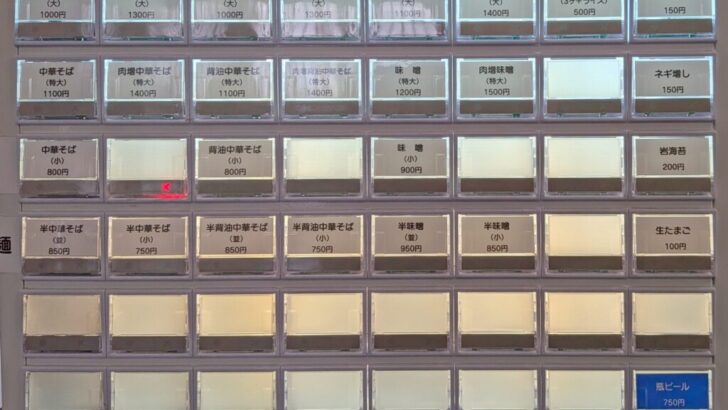 (大)
1000円
(大)
1300円
(大)
1000円
(大)
1300円
(大)
1100円
(大)
1400円
500円
150円
中華そば
(特大)
1100円
肉増中華そば
(特大)
1400円
背油中華そば
(特大)
1100円
肉増背油中華そば
(特大)
1400円
味 噌
(特大)
1200円
肉増味噌
(特大)
1500円
ネギ増し
150円
中華そば
(小)
800円
背油中華そば
(小)
800円
味 噌
(小)
900円
岩海苔
200円
麺
半中華そば
(並)
850円
半中華そば
(小)
750円
半背油中華そば
(並)
850円
半背油中華そば
(小)
750円
半味噌
(並)
950円
半味噌
(小)
850円
生たまご
100円
瓶ビール
750円